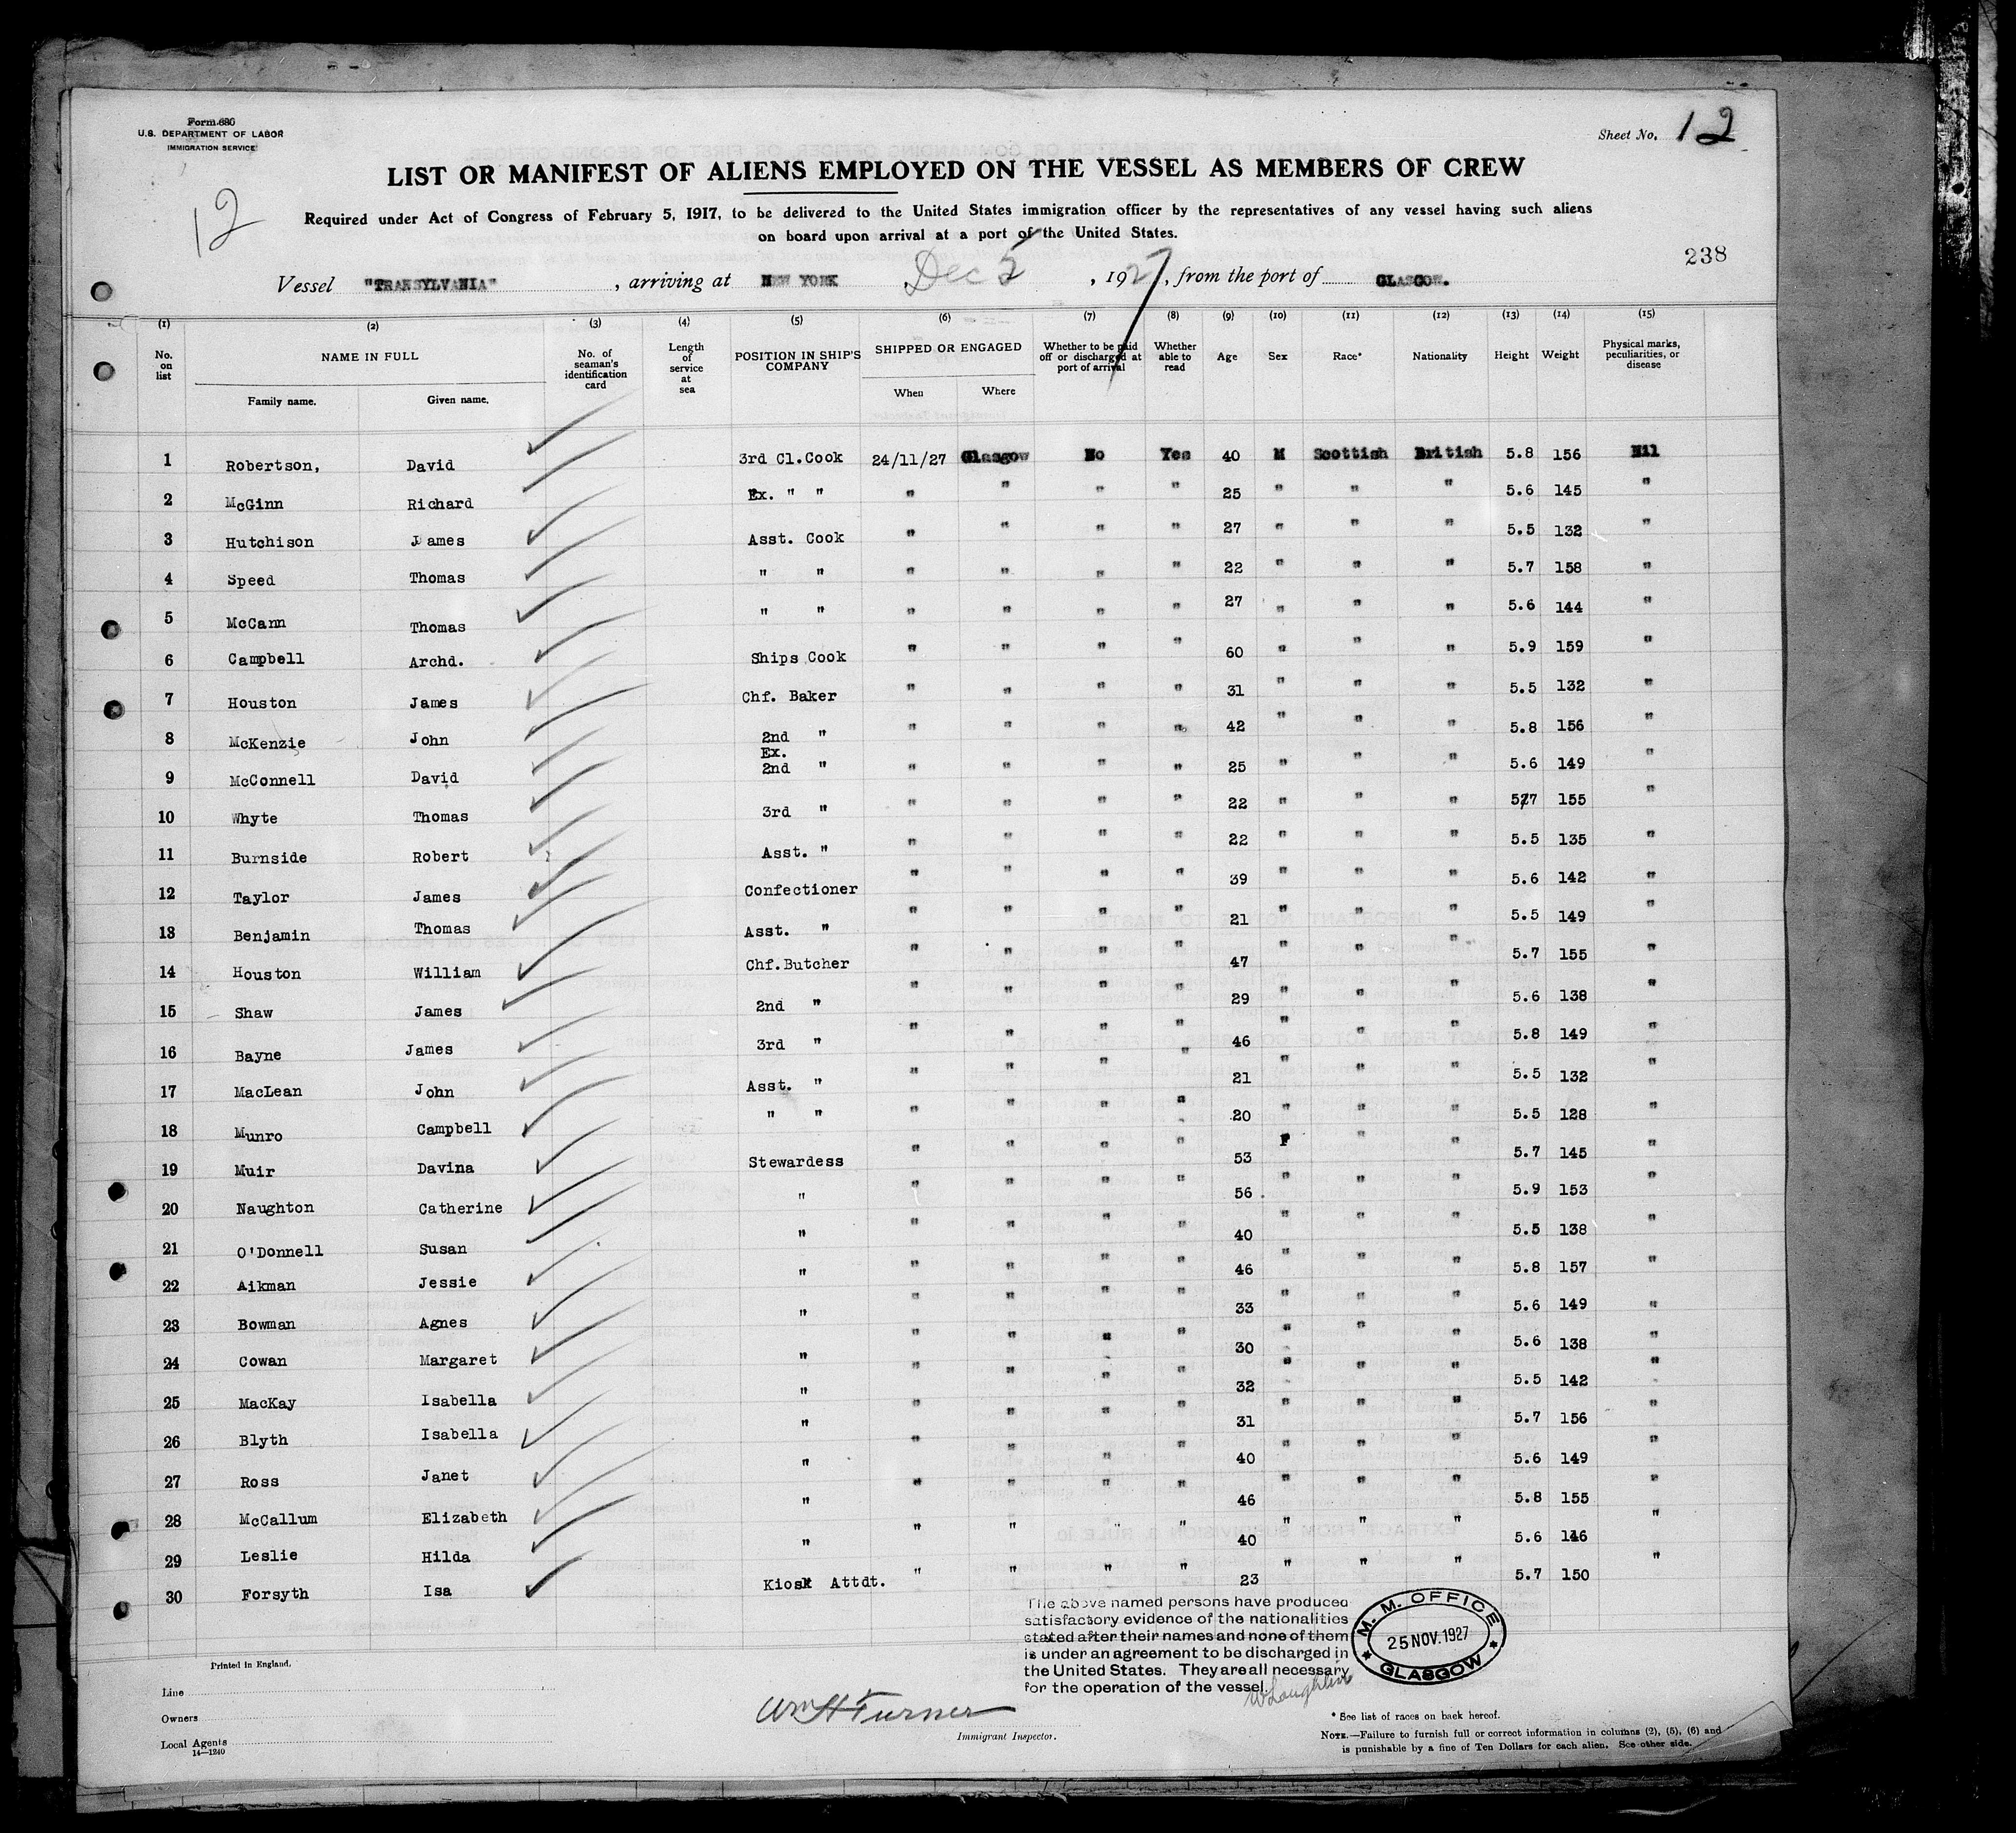 Form 680
U.S. DEPARTMENT OF LABOR
IMMIGRATION SERVICE
Sheet No. 12
LIST OR MANIFEST OF ALIENS EMPLOYED ON THE VESSEL AS MEMBERS OF CREW
12
Required under Act of Congress of February 5, 1917, to be delivered to the United States immigration officer by the representatives of any vessel having such aliens
on board upon arrival at a port of the United States.
238
Vessel "TRANSYLVANIA", arriving at NEW YORK Dec 5, 1927, from the port of GLASGOW.
(1) (2) (3) (4) (5) (6) (7) (8) (9) (10) (11) (12) (13) (14) (15)
No. on list NAME IN FULL Family name. Given name. No. of seaman's identification card Length of service at sea POSITION IN SHIP'S COMPANY SHIPPED OR ENGAGED When Where Whether to be paid off or discharged at port of arrival Whether able to read Age Sex Race* Nationality Height Weight Physical marks, peculiarities, or disease
1 Robertson, David 3rd Cl.Cook 24/11/27 Glasgow No Yes 40 M Scottish British 5.8 156 Nil
2 McGinn Richard Ex. " " " " " " 25 " " " 5.6 145 "
3 Hutchison James Asst. Cook " " " " 27 " " " 5.5 132 "
4 Speed Thomas " " " " " " 22 " " " 5.7 158 "
5 McCann Thomas " " " " " " 27 " " " 5.6 144 "
6 Campbell Archd. Ships Cook " " " " 60 " " " 5.9 159 "
7 Houston James Chf. Baker " " " " 31 " " " 5.5 132 "
8 McKenzie John 2nd " " " " " 42 " " " 5.8 156 "
9 McConnell David Ex. 2nd " " " " " 25 " " " 5.6 149 "
10 Whyte Thomas 3rd " " " " " 22 " " " 5.7 155 "
11 Burnside Robert Asst. " " " " " 22 " " " 5.5 135 "
12 Taylor James Confectioner " " " " 39 " " " 5.6 142 "
13 Benjamin Thomas Asst. " " " " " 21 " " " 5.5 149 "
14 Houston William Chf.Butcher " " " " 47 " " " 5.7 155 "
15 Shaw James 2nd " " " " " 29 " " " 5.6 138 "
16 Bayne James 3rd " " " " " 46 " " " 5.8 149 "
17 MacLean John Asst. " " " " " 21 " " " 5.5 132 "
18 Munro Campbell " " " " " " 20 " " " 5.5 128 "
19 Muir Davina Stewardess " " " " 53 F " " 5.7 145 "
20 Naughton Catherine " " " " " 56 " " " 5.9 153 "
21 O'Donnell Susan " " " " " 40 " " " 5.5 138 "
22 Aikman Jessie " " " " " 46 " " " 5.8 157 "
23 Bowman Agnes " " " " " 33 " " " 5.6 149 "
24 Cowan Margaret " " " " " 30 " " " 5.6 138 "
25 MacKay Isabella " " " " " 32 " " " 5.5 142 "
26 Blyth Isabella " " " " " 31 " " " 5.7 156 "
27 Ross Janet " " " " " 40 " " " 5.6 149 "
28 McCallum Elizabeth " " " " " 46 " " " 5.8 155 "
29 Leslie Hilda " " " " " 40 " " " 5.6 146 "
30 Forsyth Isa Kiosk Attdt. " " " " 23 " " " 5.7 150 "
The above named persons have produced
satisfactory evidence of the nationalities
stated after their names and none of them
is under an agreement to be discharged in
the United States. They are all necessary
for the operation of the vessel.
W Loughlin
M. M. OFFICE
25 NOV. 1927
GLASGOW
Printed in England.
Line
Owners
Local Agents
14—1240
Wm H Turner
Immigrant Inspector.
* See list of races on back hereof.
NOTE.—Failure to furnish full or correct information in columns (2), (5), (6) and
is punishable by a fine of Ten Dollars for each alien. See other side.